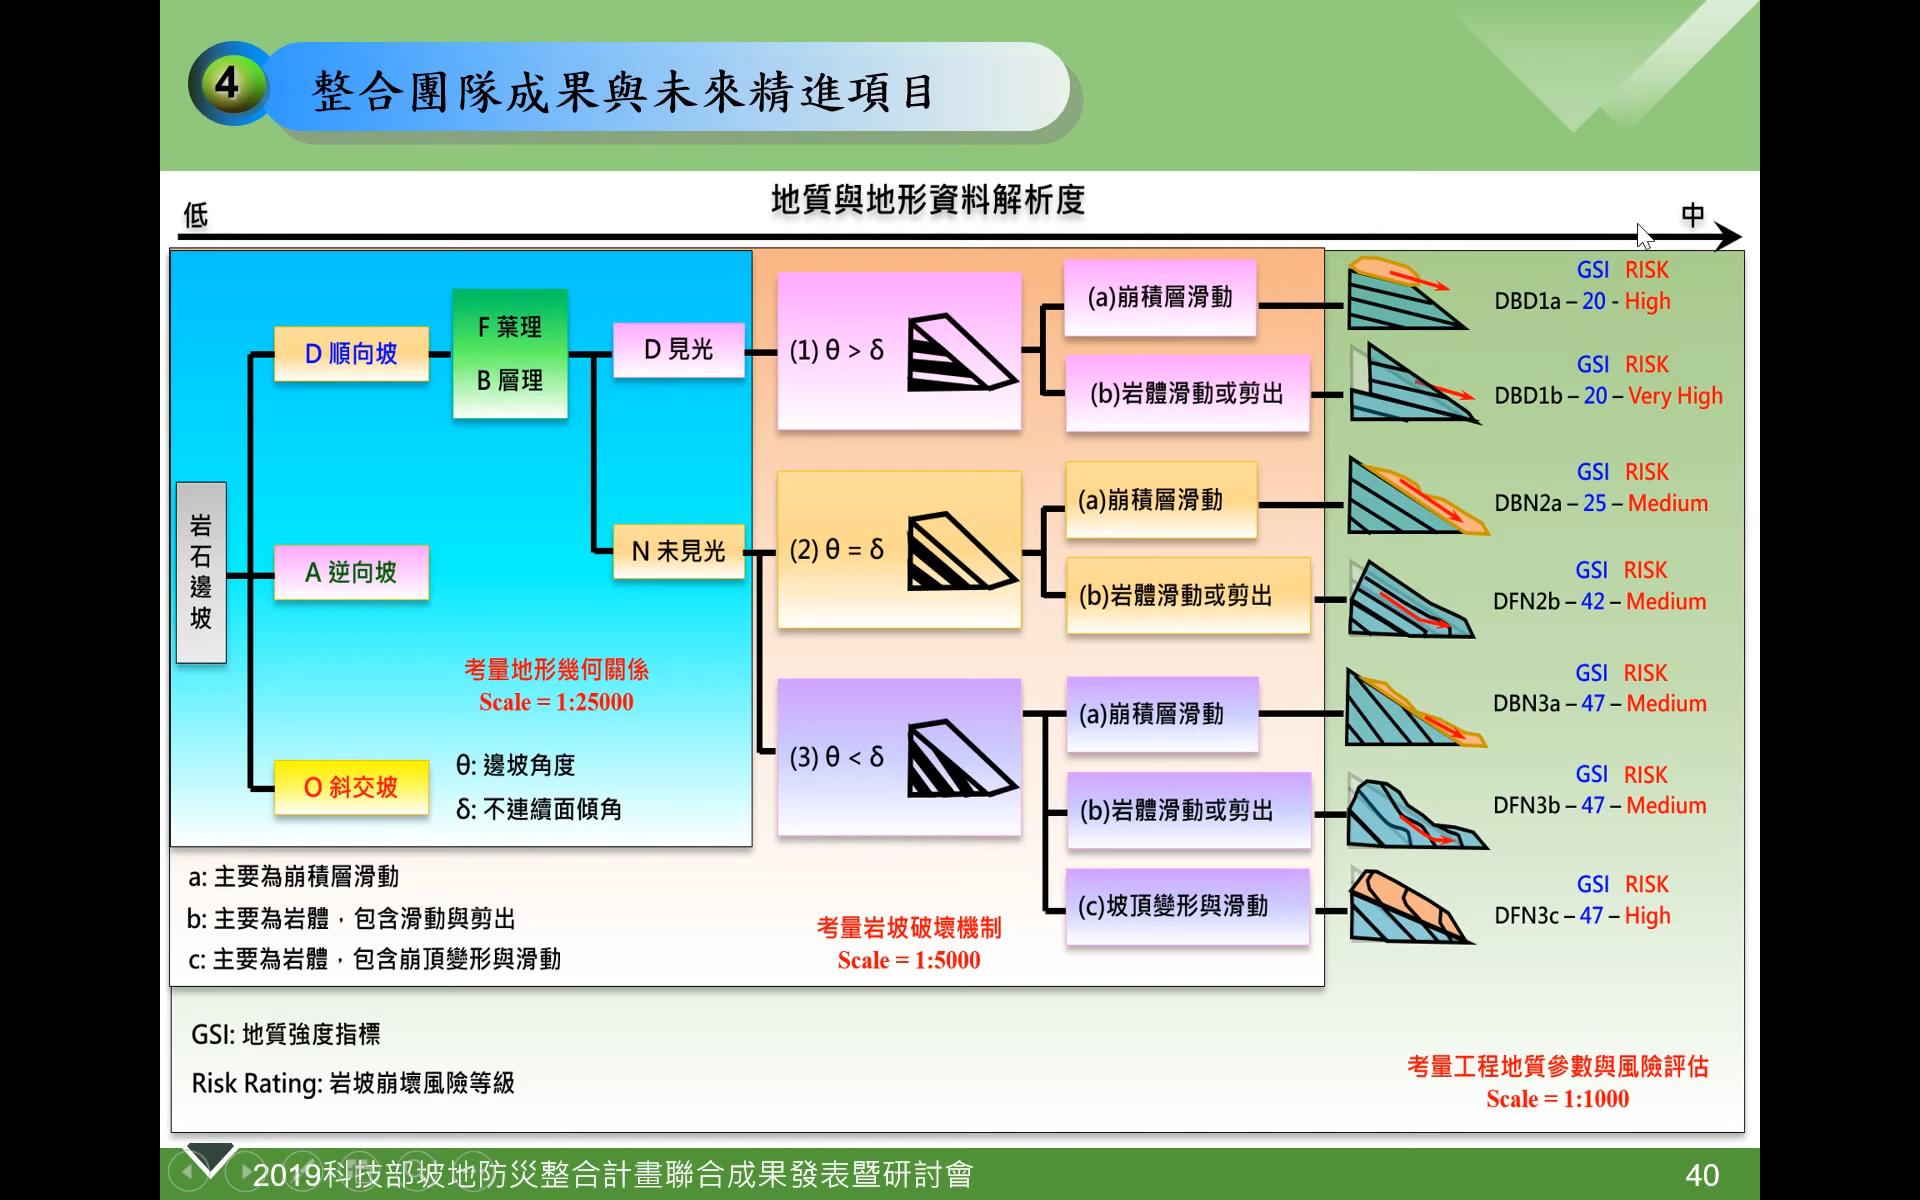 4
整合團隊成果與未來精進項目
地質與地形資料解析度
低
中
岩石邊坡
D 順向坡
A 逆向坡
O 斜交坡
F 葉理
B 層理
D 見光
N 未見光
考量地形幾何關係
Scale = 1:25000
θ: 邊坡角度
δ: 不連續面傾角
(1) θ > δ
(a)崩積層滑動
(b)岩體滑動或剪出
(2) θ = δ
(a)崩積層滑動
(b)岩體滑動或剪出
(3) θ < δ
(a)崩積層滑動
(b)岩體滑動或剪出
(c)坡頂變形與滑動
考量岩坡破壞機制
Scale = 1:5000
GSI RISK
DBD1a – 20 - High
GSI RISK
DBD1b – 20 – Very High
GSI RISK
DBN2a – 25 – Medium
GSI RISK
DFN2b – 42 – Medium
GSI RISK
DBN3a – 47 – Medium
GSI RISK
DFN3b – 47 – Medium
GSI RISK
DFN3c – 47 – High
a: 主要為崩積層滑動
b: 主要為岩體，包含滑動與剪出
c: 主要為岩體，包含崩頂變形與滑動
GSI: 地質強度指標
Risk Rating: 岩坡崩壞風險等級
考量工程地質參數與風險評估
Scale = 1:1000
2019科技部坡地防災整合計畫聯合成果發表暨研討會
40